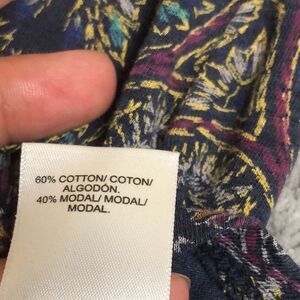 60% COTTON/ COTON/
ALGODÓN.
40% MODAL/ MODAL/
MODAL.